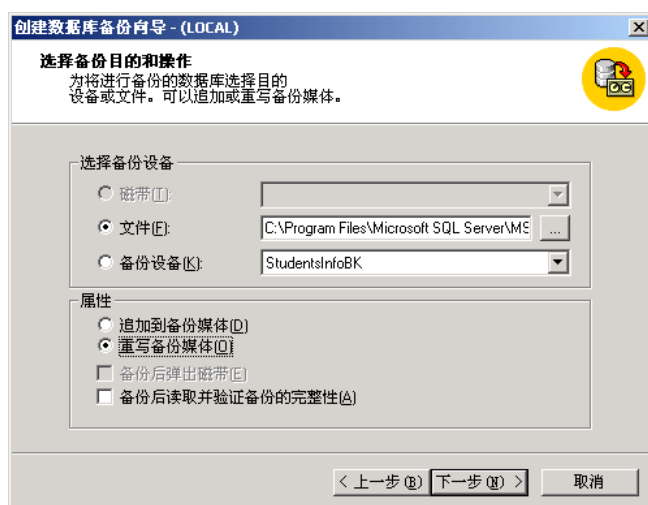 创建数据库备份向导 - (LOCAL)
选择备份目的和操作
为将进行备份的数据库选择目的
设备或文件。可以追加或重写备份媒体。
选择备份设备
磁带(T):
文件(F):
C:\Program Files\Microsoft SQL Server\MS
...
备份设备(K):
StudentsInfoBK
属性
追加到备份媒体(D)
重写备份媒体(O)
备份后弹出磁带(E)
备份后读取并验证备份的完整性(A)
< 上一步(B) 下一步(N) > 取消